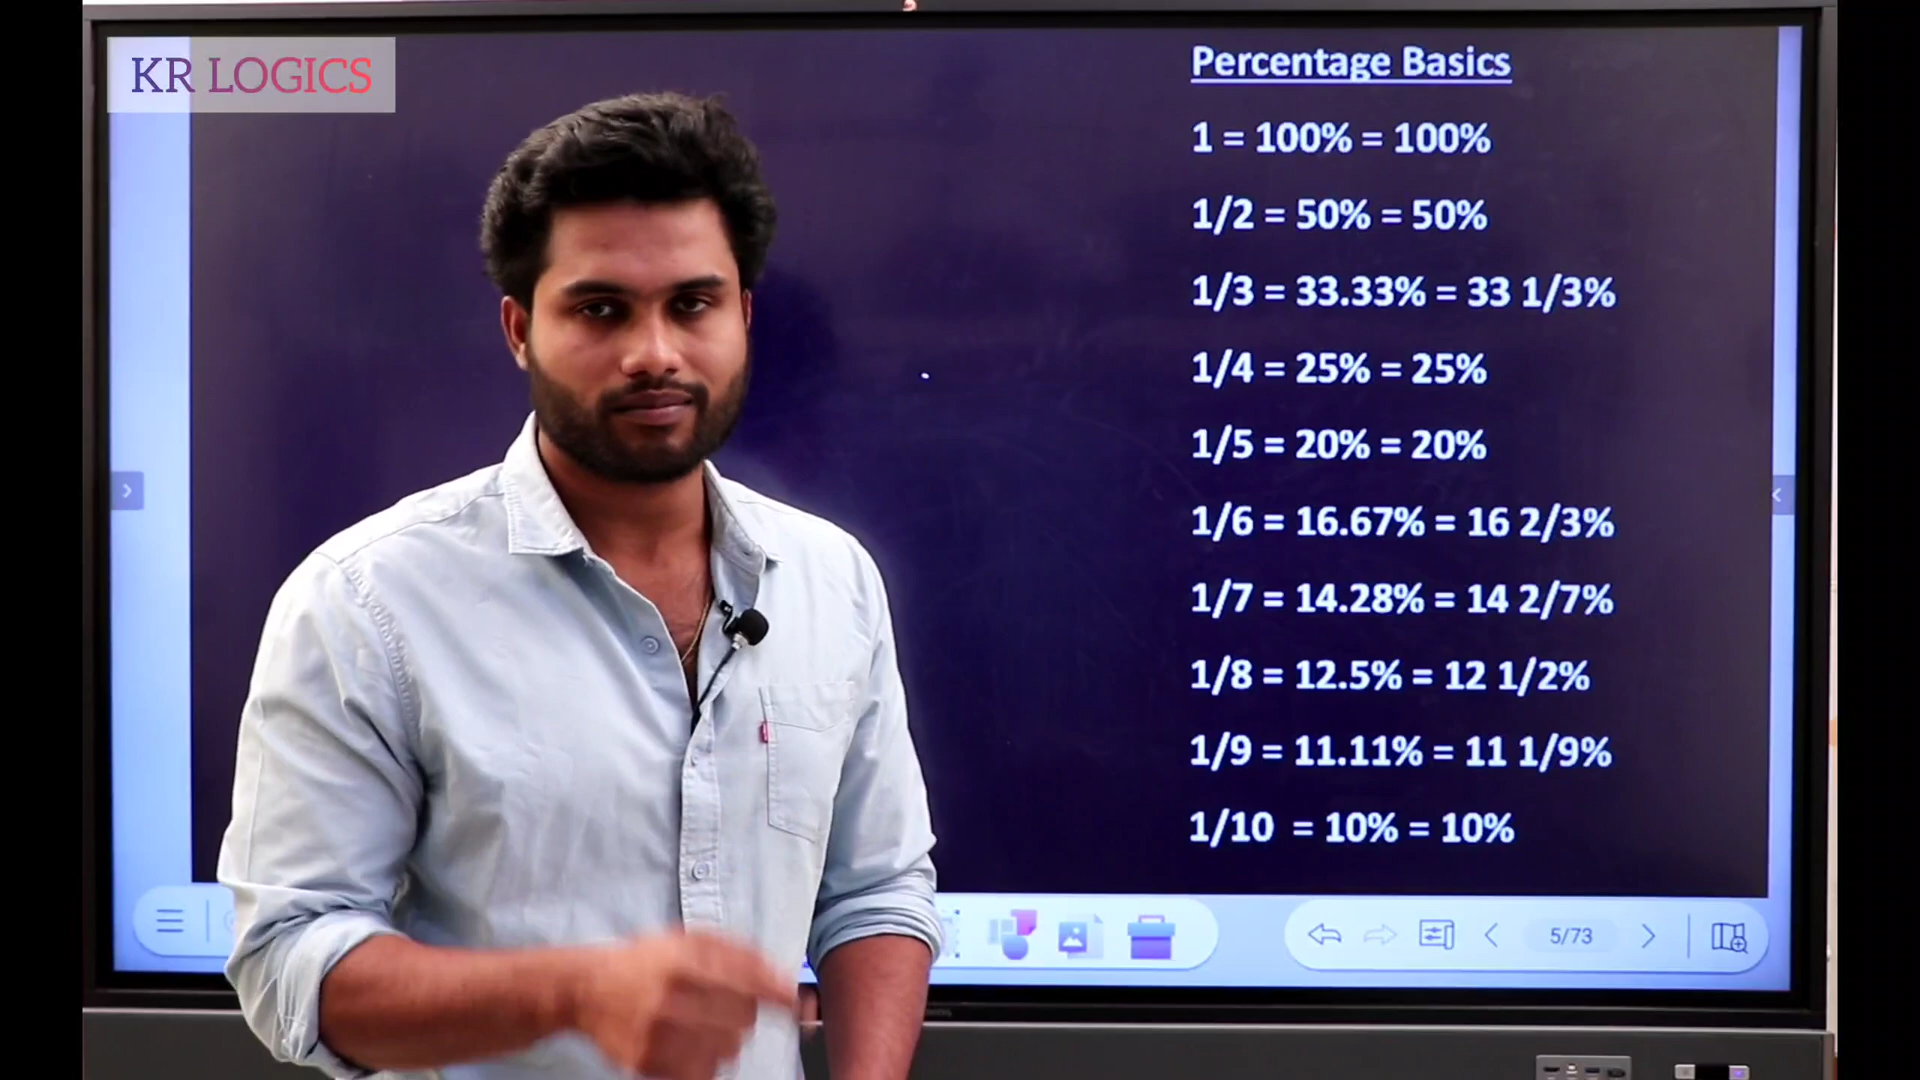 KR LOGICS
Percentage Basics
1 = 100% = 100%
1/2 = 50% = 50%
1/3 = 33.33% = 33 1/3%
1/4 = 25% = 25%
1/5 = 20% = 20%
1/6 = 16.67% = 16 2/3%
1/7 = 14.28% = 14 2/7%
1/8 = 12.5% = 12 1/2%
1/9 = 11.11% = 11 1/9%
1/10 = 10% = 10%
5/73